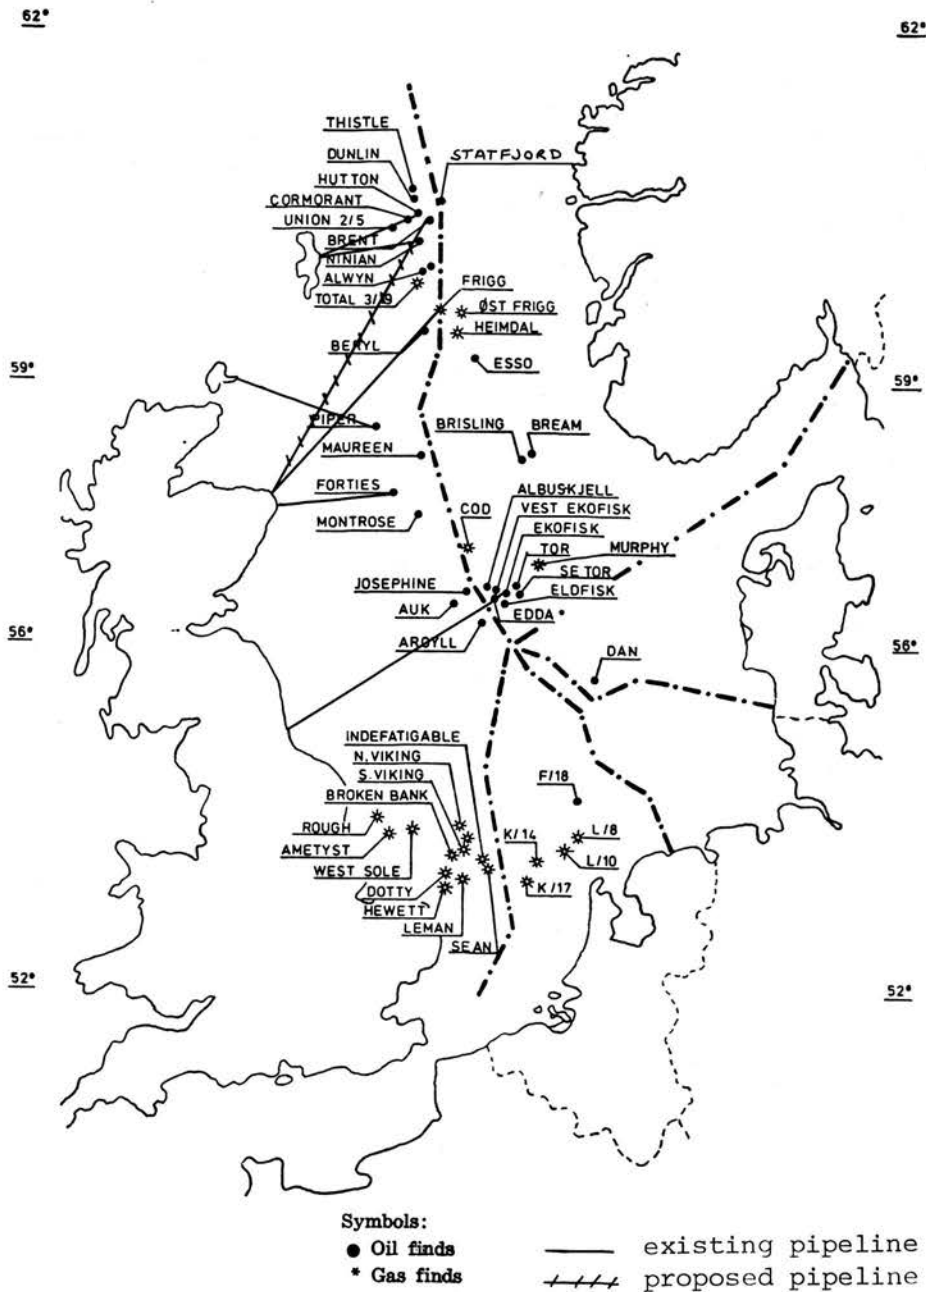 62°
62°
THISTLE
DUNLIN
STATFJORD
HUTTON
CORMORANT
UNION 2/5
BRENT
NINIAN
ALWYN
FRIGG
TOTAL 3/19
ØST FRIGG
HEIMDAL
BERYL
ESSO
59°
59°
PIPER
BRISLING
BREAM
MAUREEN
ALBUSKJELL
FORTIES
VEST EKOFISK
COD
EKOFISK
MONTROSE
TOR
MURPHY
JOSEPHINE
SE TOR
ELDFISK
AUK
EDDA
56°
ARGYLL
56°
DAN
INDEFATIGABLE
N. VIKING
S. VIKING
F/18
BROKEN BANK
ROUGH
K/14
L/8
AMETYST
L/10
WEST SOLE
K/17
DOTTY
HEWETT
LEMAN
SEAN
52°
52°
Symbols:
Oil finds
existing pipeline
Gas finds
proposed pipeline